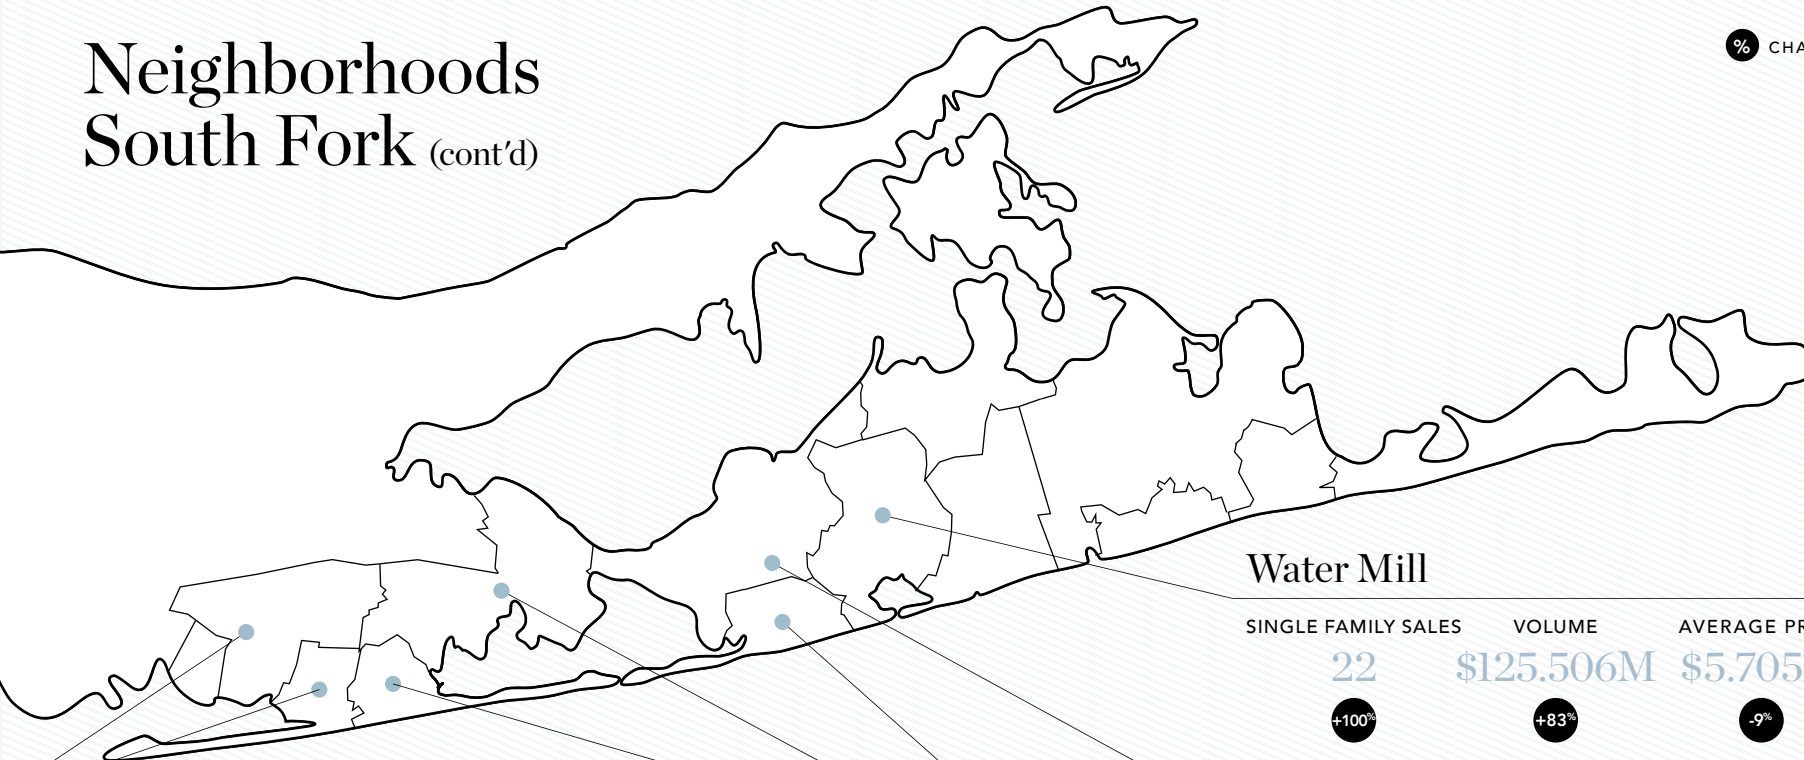 Neighborhoods
South Fork (cont'd)
% CHA
Water Mill
SINGLE FAMILY SALES VOLUME AVERAGE PR
22 $125.506M $5.705
+100% +83% -9%